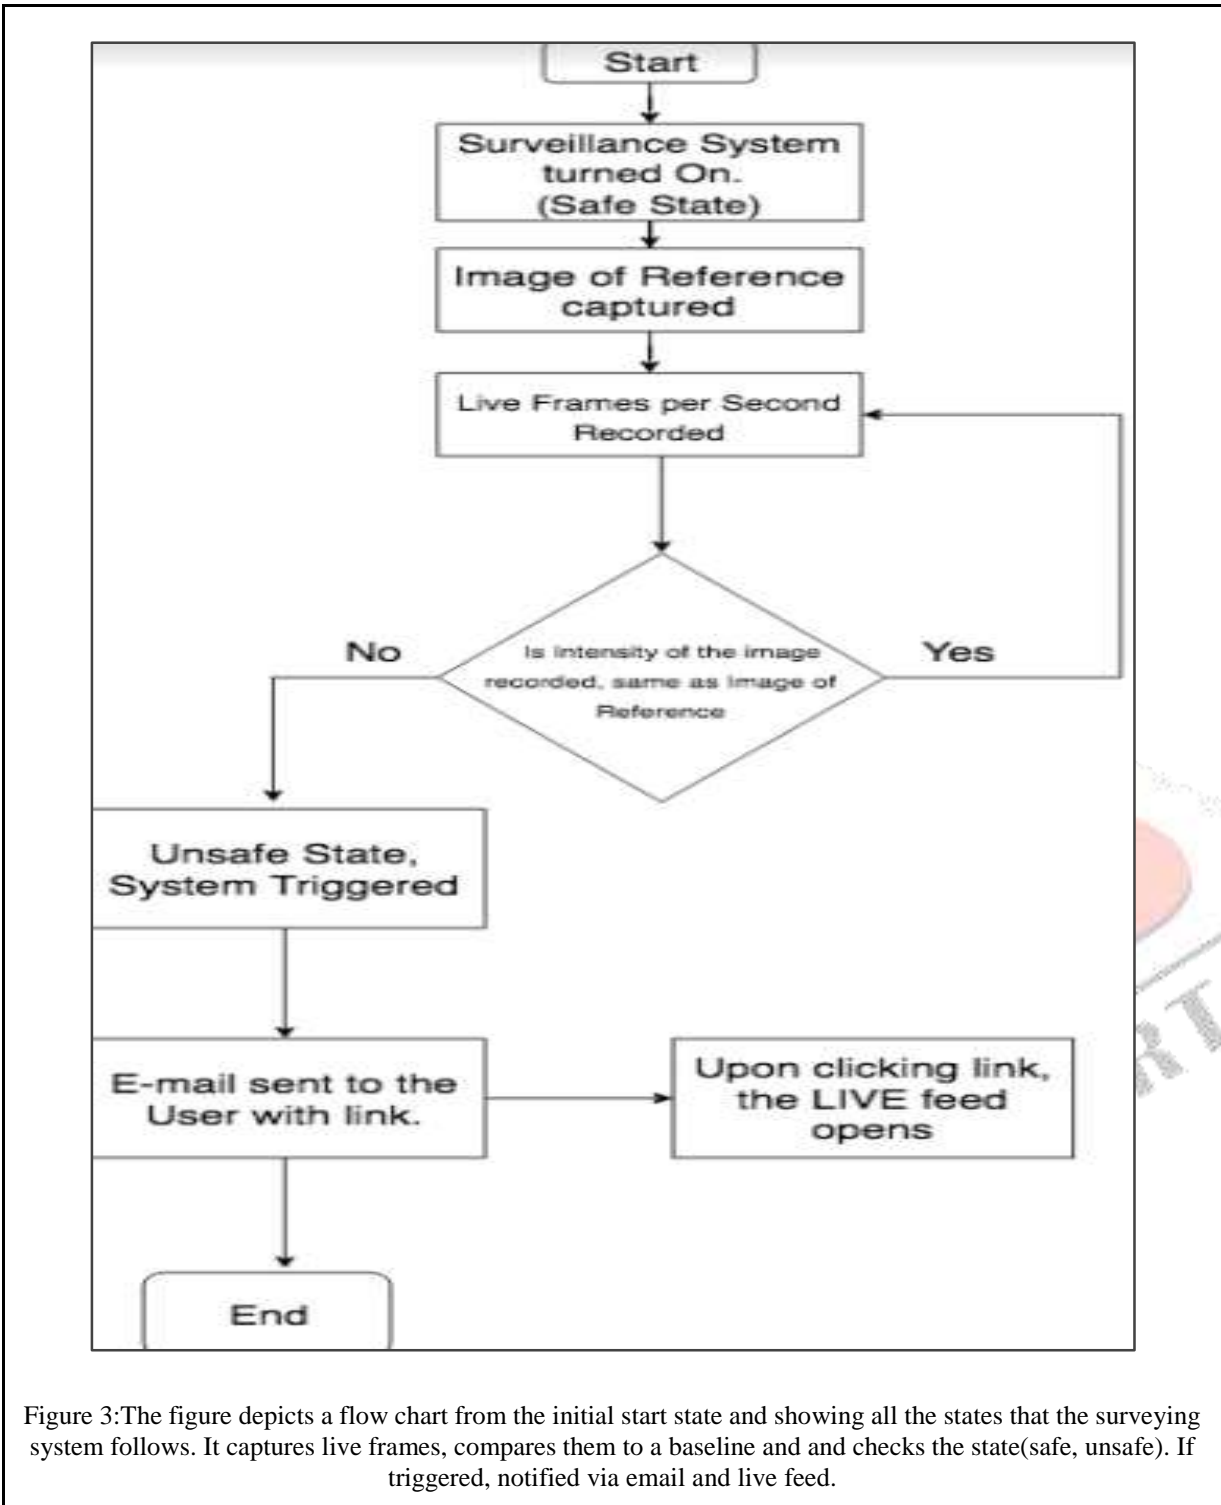 Start
Surveillance System
turned On.
(Safe State)
Image of Reference
captured
Live Frames per Second
Recorded
No
Yes
Is intensity of the image
recorded, same as Image of
Reference
Unsafe State,
System Triggered
E-mail sent to the
User with link.
Upon clicking link,
the LIVE feed
opens
End
Figure 3:The figure depicts a flow chart from the initial start state and showing all the states that the surveying
system follows. It captures live frames, compares them to a baseline and and checks the state(safe, unsafe). If
triggered, notified via email and live feed.